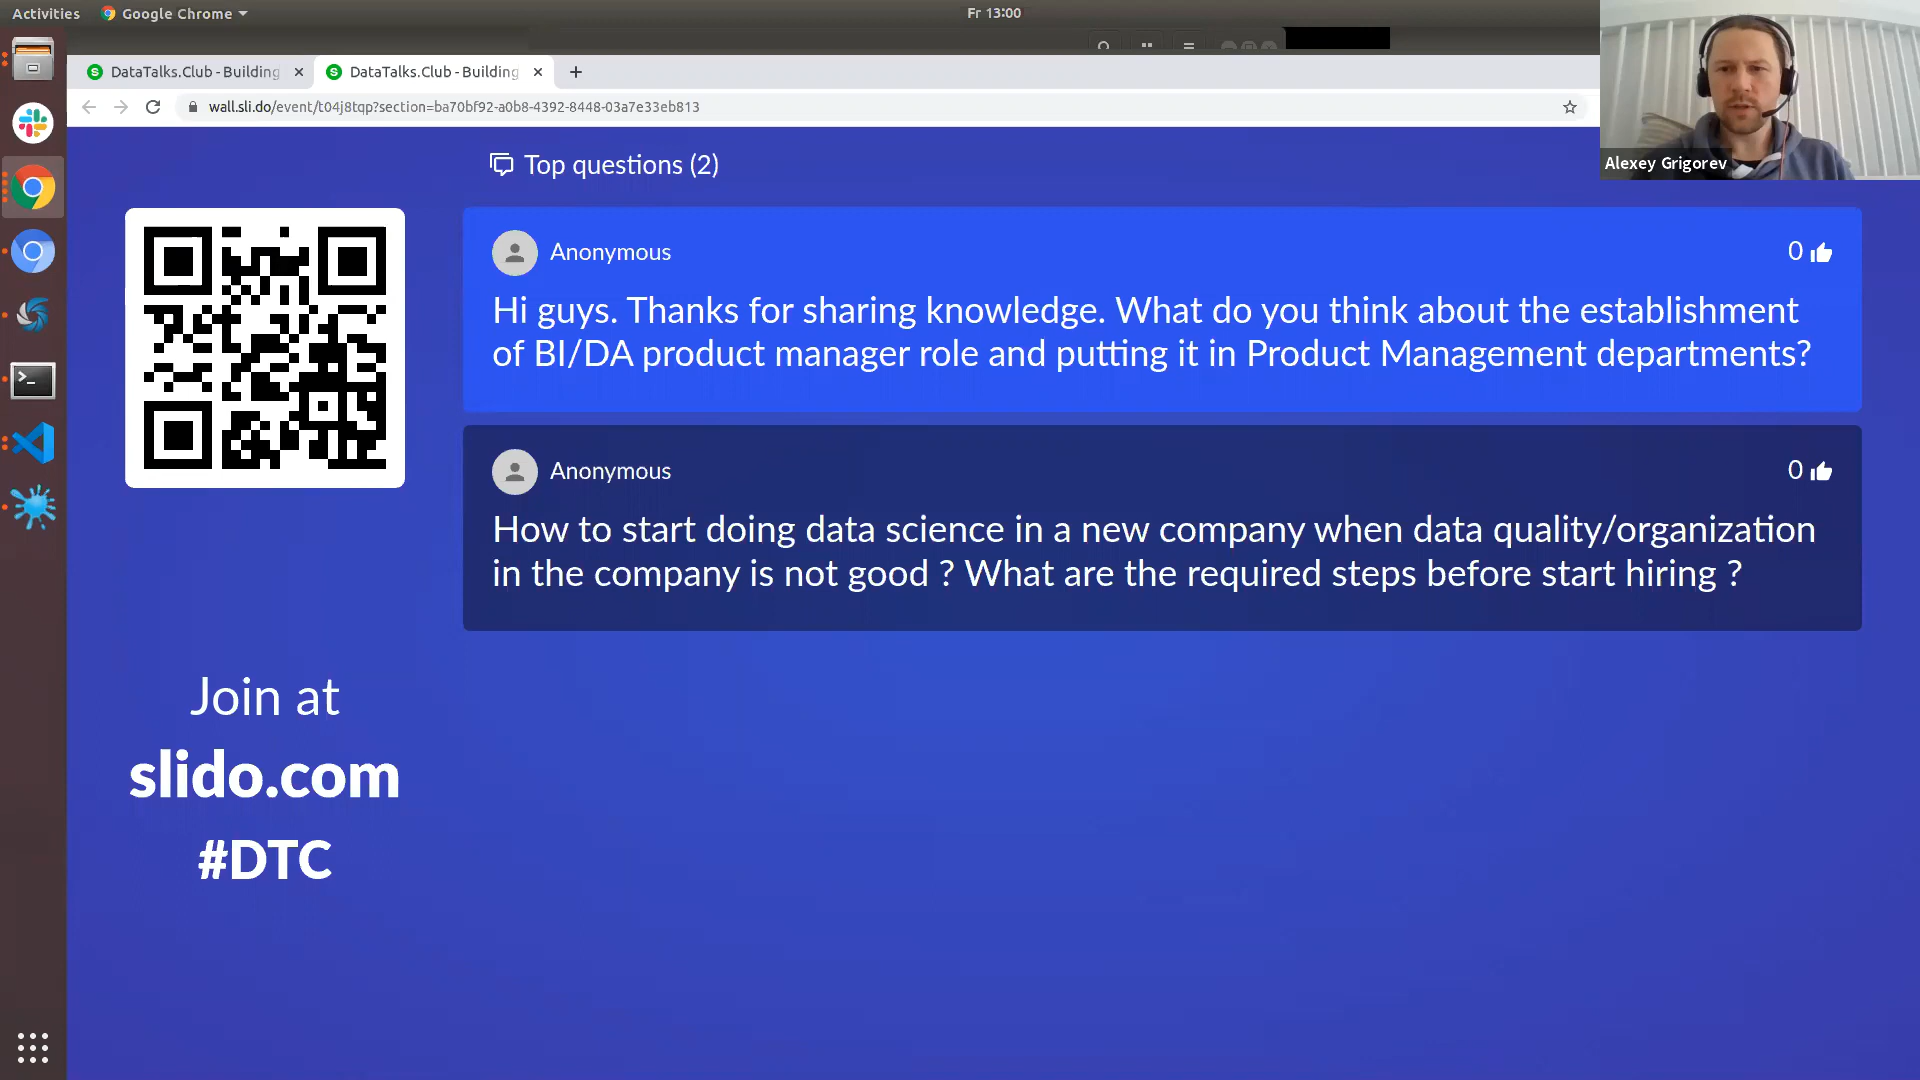 Activities
Google Chrome
Fr 13:00
DataTalks.Club - Building
DataTalks.Club - Building
wall.sli.do/event/t04j8tqp?section=ba70bf92-a0b8-4392-8448-03a7e33eb813
Alexey Grigorev
Top questions (2)
Anonymous
0
Hi guys. Thanks for sharing knowledge. What do you think about the establishment
of BI/DA product manager role and putting it in Product Management departments?
Anonymous
0
How to start doing data science in a new company when data quality/organization
in the company is not good ? What are the required steps before start hiring ?
Join at
slido.com
#DTC